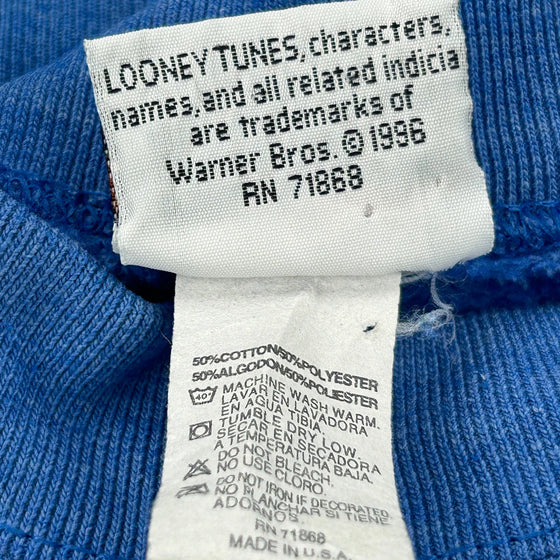 LOONEY TUNES, characters,
names, and all related indicia
are trademarks of
Warner Bros. © 1996
RN 71868
50%COTTON/50%POLYESTER
50%ALGODON/50%POLIESTER
40°
MACHINE WASH WARM.
LAVAR EN LAVADORA
EN AGUA TIBIA.
TUMBLE DRY LOW.
SECAR EN SECADORA
A TEMPERATURA BAJA.
DO NOT BLEACH.
NO USE CLORO.
DO NOT IRON IF DECORATED.
NO PLANCHAR SI TIENE
ADORNOS.
RN 71868
MADE IN U.S.A.